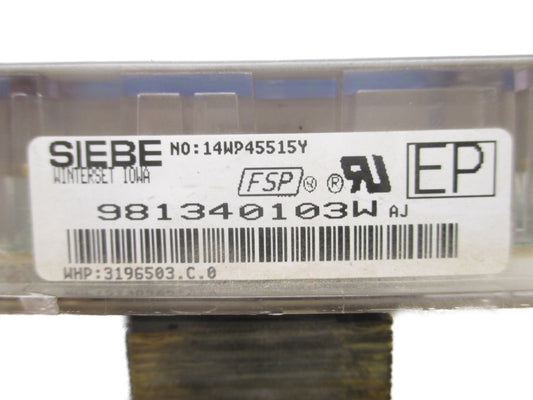 SIEBE NO:14WP45515Y
WINTERSET IOWA
FSP ® EP
981340103W AJ
WHP:3196503.C.0